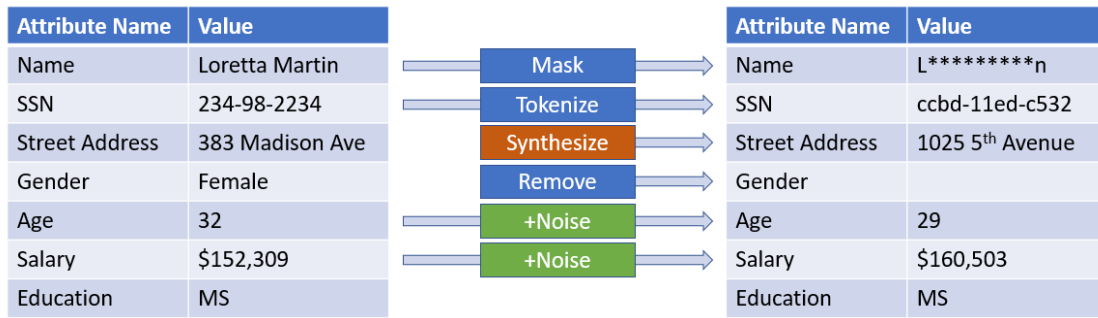 Attribute Name Value Attribute Name Value
Name Loretta Martin Mask Name L*********n
SSN 234-98-2234 Tokenize SSN ccbd-11ed-c532
Street Address 383 Madison Ave Synthesize Street Address 1025 5th Avenue
Gender Female Remove Gender
Age 32 +Noise Age 29
Salary $152,309 +Noise Salary $160,503
Education MS Education MS